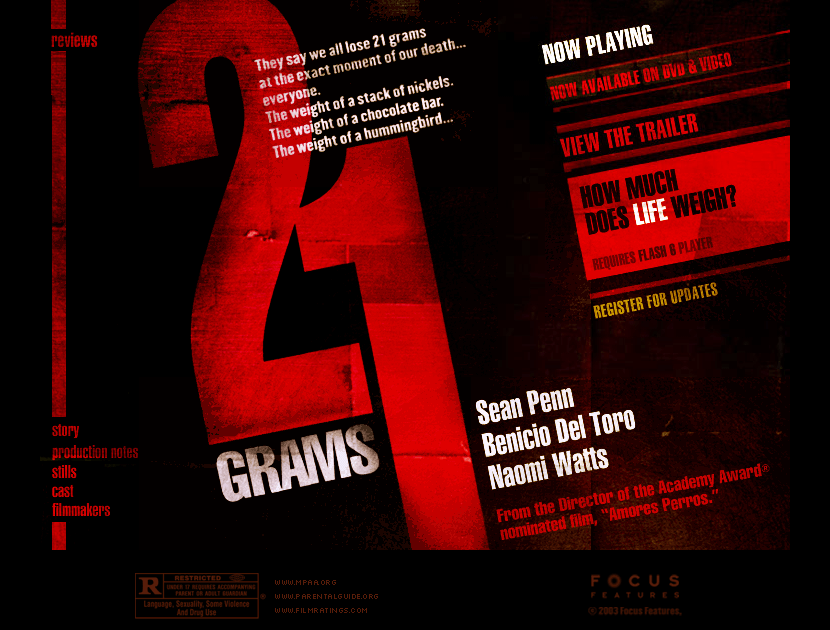 reviews
21
They say we all lose 21 grams
at the exact moment of our death...
everyone.
The weight of a stack of nickels.
The weight of a chocolate bar.
The weight of a hummingbird...
NOW PLAYING
NOW AVAILABLE ON DVD & VIDEO
VIEW THE TRAILER
HOW MUCH
DOES LIFE WEIGH?
REQUIRES FLASH 6 PLAYER
REGISTER FOR UPDATES
story
production notes
stills
cast
filmmakers
GRAMS
Sean Penn
Benicio Del Toro
Naomi Watts
From the Director of the Academy Award®
nominated film, "Amores Perros."
R RESTRICTED
UNDER 17 REQUIRES ACCOMPANYING
PARENT OR ADULT GUARDIAN
Language, Sexuality, Some Violence
And Drug Use
WWW.MPAA.ORG
WWW.PARENTALGUIDE.ORG
WWW.FILMRATINGS.COM
FOCUS
FEATURES
© 2003 Focus Features.